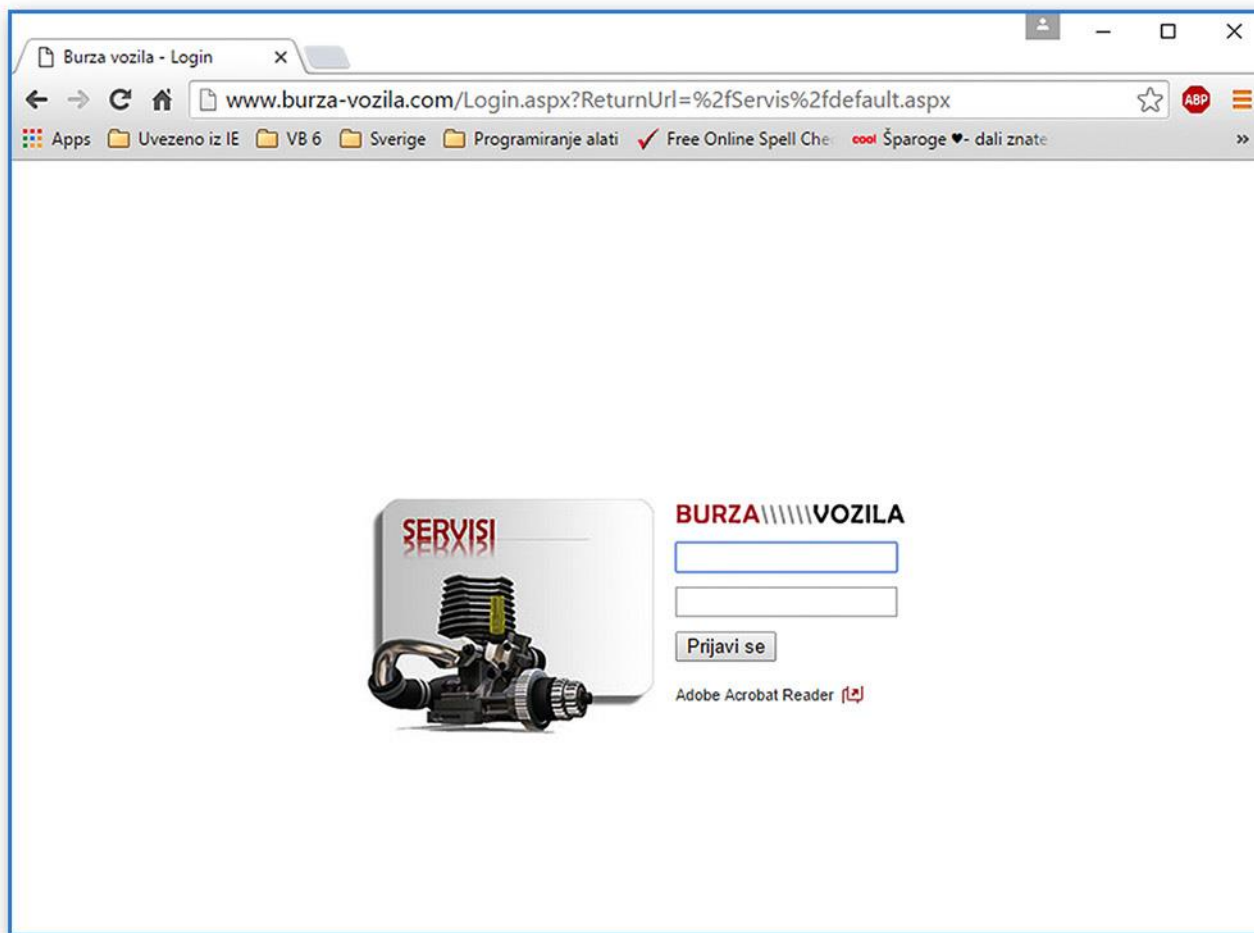 Burza vozila - Login
www.burza-vozila.com/Login.aspx?ReturnUrl=%2fServis%2fdefault.aspx
ABP
Apps Uvezeno iz IE VB 6 Sverige Programiranje alati Free Online Spell Che cool Šparoge ♥- dali znate »
SERVISI
BURZA\\\\\\VOZILA
Prijavi se
Adobe Acrobat Reader